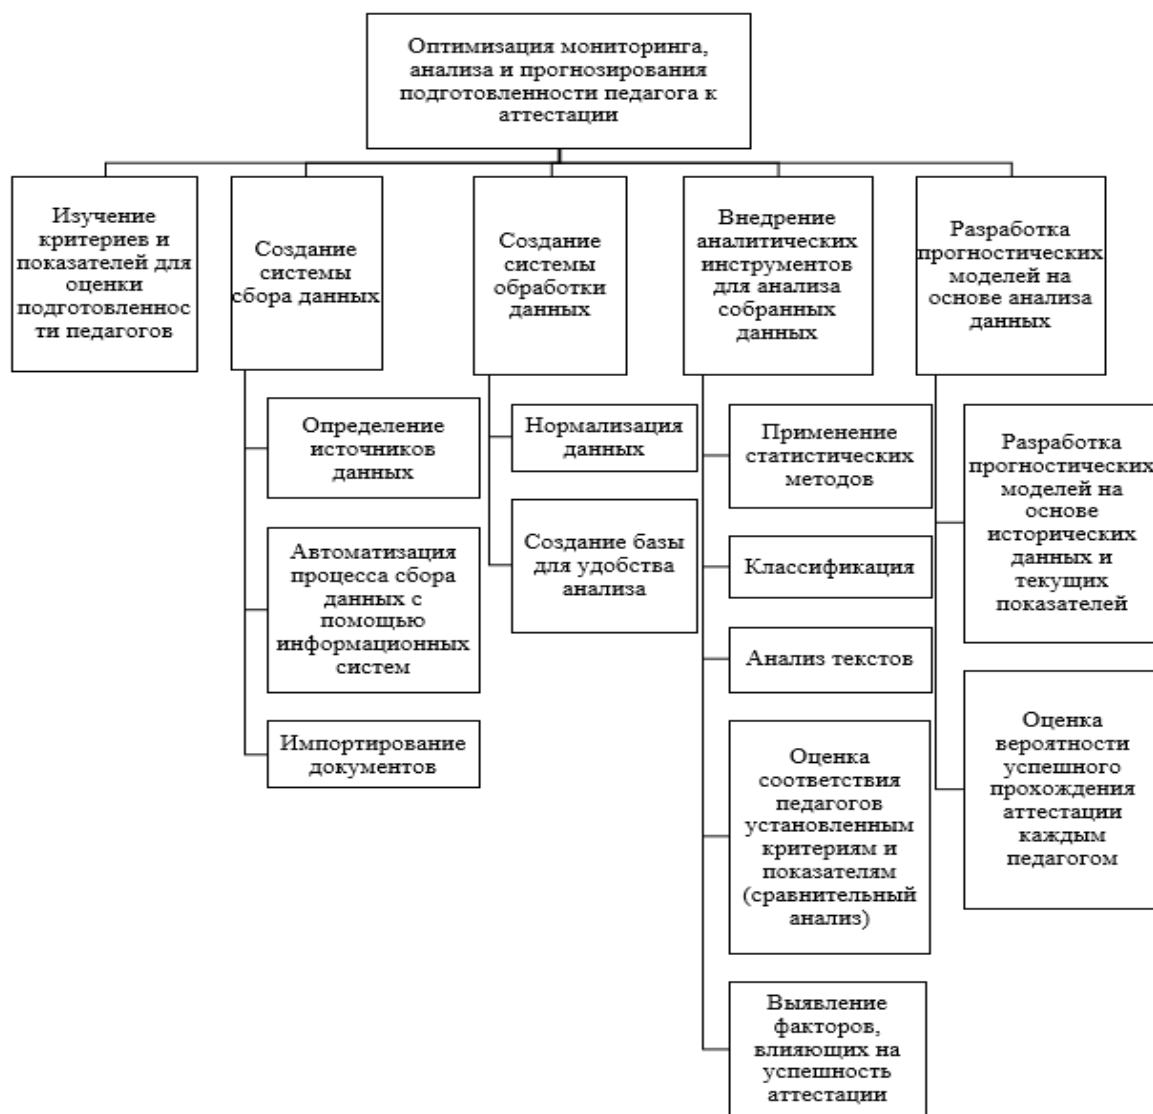 Оптимизация мониторинга,
анализа и прогнозирования
подготовленности педагога к
аттестации
Изучение
критериев и
показателей для
оценки
подготовленнос
ти педагогов
Создание
системы
сбора данных
Создание
системы
обработки
данных
Внедрение
аналитических
инструментов
для анализа
собранных
данных
Разработка
прогностических
моделей на
основе анализа
данных
Определение
источников
данных
Автоматизация
процесса сбора
данных с
помощью
информационных
систем
Импортирование
документов
Нормализация
данных
Создание базы
для удобства
анализа
Применение
статистических
методов
Классификация
Анализ текстов
Оценка
соответствия
педагогов
установленным
критериям и
показателям
(сравнительный
анализ)
Выявление
факторов,
влияющих на
успешность
аттестации
Разработка
прогностических
моделей на
основе
исторических
данных и
текущих
показателей
Оценка
вероятности
успешного
прохождения
аттестации
каждым
педагогом